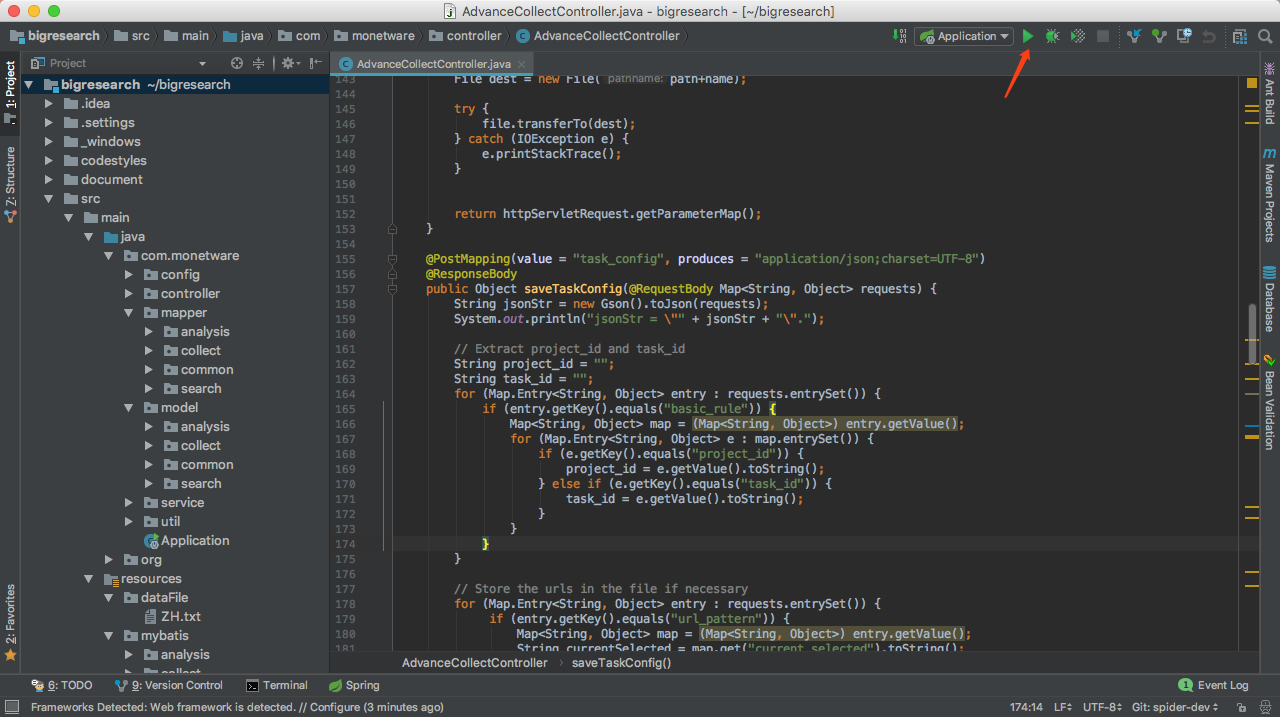 AdvanceCollectController.java - bigresearch - [~/bigresearch]
bigresearch src main java com monetware controller AdvanceCollectController Application
1: Project
Z: Structure
2: Favorites
Project
bigresearch ~/bigresearch
.idea
.settings
_windows
codestyles
document
src
main
java
com.monetware
config
controller
mapper
analysis
collect
common
search
model
analysis
collect
common
search
service
util
Application
org
resources
dataFile
ZH.txt
mybatis
analysis
collect
AdvanceCollectController.java
143 File dest = new File( pathname: path+name);
144
145 try {
146 file.transferTo(dest);
147 } catch (IOException e) {
148 e.printStackTrace();
149 }
150
151
152 return httpServletRequest.getParameterMap();
153 }
154
155 @PostMapping(value = "task_config", produces = "application/json;charset=UTF-8")
156 @ResponseBody
157 public Object saveTaskConfig(@RequestBody Map<String, Object> requests) {
158 String jsonStr = new Gson().toJson(requests);
159 System.out.println("jsonStr = \"" + jsonStr + "\".");
160
161 // Extract project_id and task_id
162 String project_id = "";
163 String task_id = "";
164 for (Map.Entry<String, Object> entry : requests.entrySet()) {
165 if (entry.getKey().equals("basic_rule")) {
166 Map<String, Object> map = (Map<String, Object>) entry.getValue();
167 for (Map.Entry<String, Object> e : map.entrySet()) {
168 if (e.getKey().equals("project_id")) {
169 project_id = e.getValue().toString();
170 } else if (e.getKey().equals("task_id")) {
171 task_id = e.getValue().toString();
172 }
173 }
174 }
175 }
176
177 // Store the urls in the file if necessary
178 for (Map.Entry<String, Object> entry : requests.entrySet()) {
179 if (entry.getKey().equals("url_pattern")) {
180 Map<String, Object> map = (Map<String, Object>) entry.getValue();
181 String currentSelected = map.get("current_selected").toString();
AdvanceCollectController › saveTaskConfig()
Ant Build
Maven Projects
Database
Bean Validation
6: TODO 9: Version Control Terminal Spring 1 Event Log
Frameworks Detected: Web framework is detected. // Configure (3 minutes ago) 174:14 LF UTF-8 Git: spider-dev